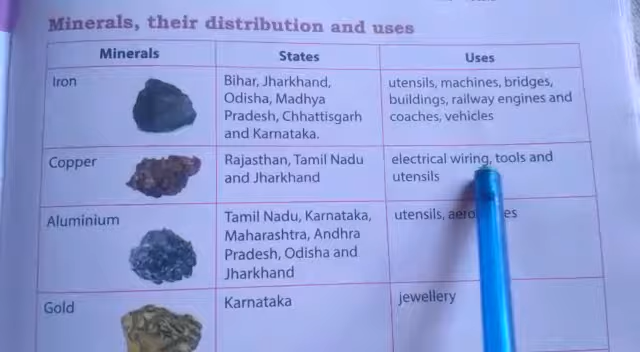 Minerals, their distribution and uses
Minerals States Uses
Iron
Bihar, Jharkhand,
Odisha, Madhya
Pradesh, Chhattisgarh
and Karnataka.
utensils, machines, bridges,
buildings, railway engines and
coaches, vehicles
Copper
Rajasthan, Tamil Nadu
and Jharkhand
electrical wiring, tools and
utensils
Aluminium
Tamil Nadu, Karnataka,
Maharashtra, Andhra
Pradesh, Odisha and
Jharkhand
utensils,
Gold
Karnataka
jewellery